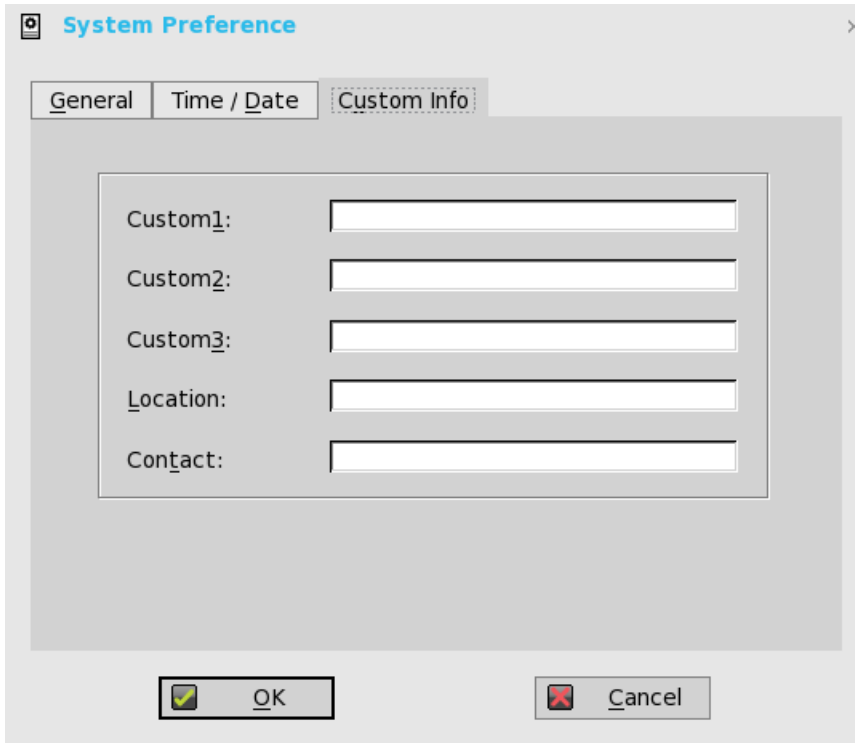 System Preference
General Time / Date Custom Info
Custom1:
Custom2:
Custom3:
Location:
Contact:
OK Cancel